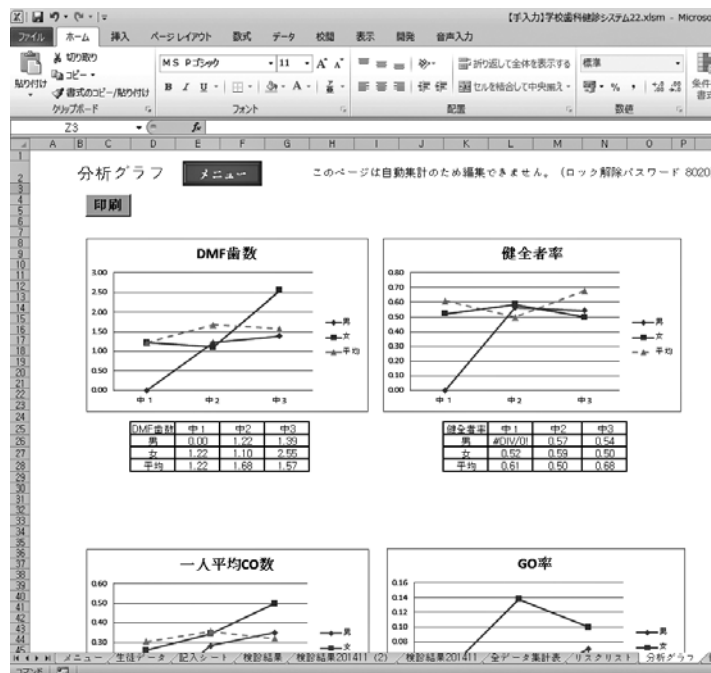 【手入力】学校歯科健診システム22.xlsm - Microso
ファイル ホーム 挿入 ページ レイアウト 数式 データ 校閲 表示 開発 音声入力
切り取り
コピー
書式のコピー/貼り付け
貼り付け
クリップボード
MS Pゴシック 11
B I U
フォント
折り返して全体を表示する
セルを結合して中央揃え
配置
標準
数値
条件
書式
Z3 fx
A B C D E F G H I J K L M N O P
分析グラフ メニュー このページは自動集計のため編集できません。(ロック解除パスワード 8020
印刷
DMF歯数
3.00
2.50
2.00
1.50
1.00
0.50
0.00
中1 中2 中3
男
女
平均
健全者率
0.80
0.70
0.60
0.50
0.40
0.30
0.20
0.10
0.00
中1 中2 中3
男
女
平均
DMF歯数 中1 中2 中3
男 0.00 1.22 1.39
女 1.22 1.10 2.55
平均 1.22 1.68 1.57
健全者率 中1 中2 中3
男 #DIV/0! 0.57 0.54
女 0.52 0.59 0.50
平均 0.61 0.50 0.68
一人平均CO数
0.60
0.50
0.40
0.30
男
女
平均
GO率
0.16
0.14
0.12
0.10
男
女
メニュー 生徒データ 記入シート 検診結果 検診結果201411 (2) 検診結果201411 全データ集計表 リスクリスト 分析グラフ
コマンド